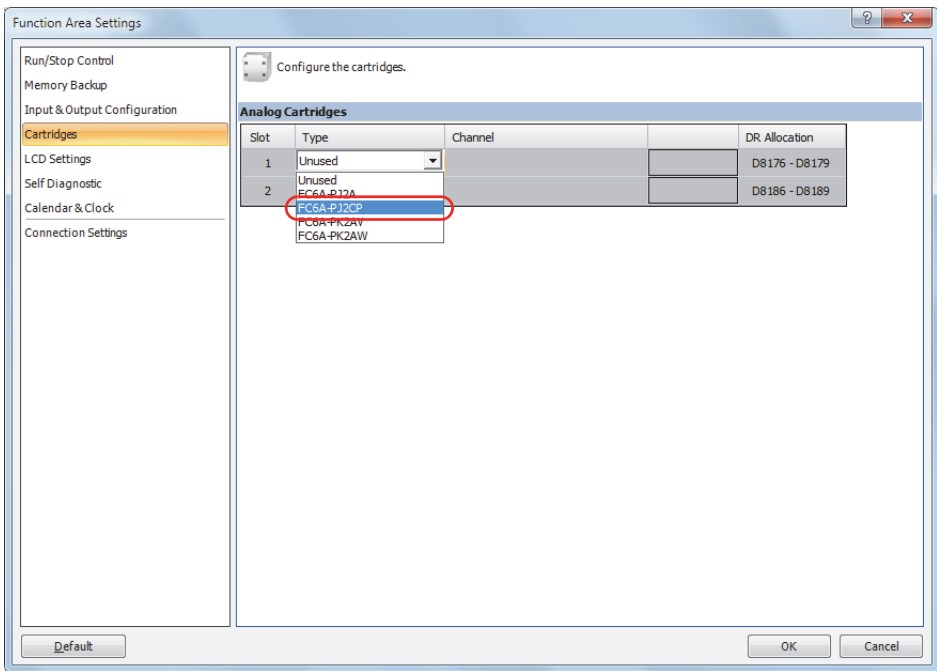 Function Area Settings
Run/Stop Control
Memory Backup
Input & Output Configuration
Cartridges
LCD Settings
Self Diagnostic
Calendar & Clock
Connection Settings
Configure the cartridges.
Analog Cartridges
Slot Type Channel DR Allocation
1 Unused D8176 - D8179
Unused
FC6A-PJ2A
2 D8186 - D8189
FC6A-PJ2CP
FC6A-PK2AV
FC6A-PK2AW
Default OK Cancel